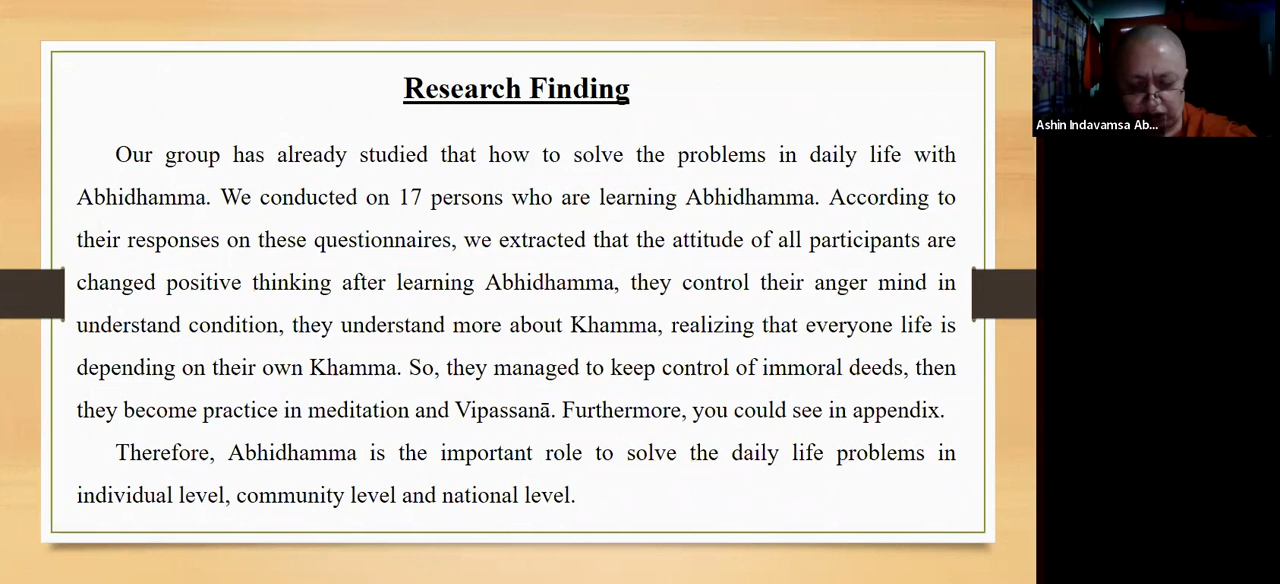 Research Finding
Our group has already studied that how to solve the problems in daily life with
Abhidhamma. We conducted on 17 persons who are learning Abhidhamma. According to
their responses on these questionnaires, we extracted that the attitude of all participants are
changed positive thinking after learning Abhidhamma, they control their anger mind in
understand condition, they understand more about Khamma, realizing that everyone life is
depending on their own Khamma. So, they managed to keep control of immoral deeds, then
they become practice in meditation and Vipassanā. Furthermore, you could see in appendix.
Therefore, Abhidhamma is the important role to solve the daily life problems in
individual level, community level and national level.
Ashin Indavamsa Ab...